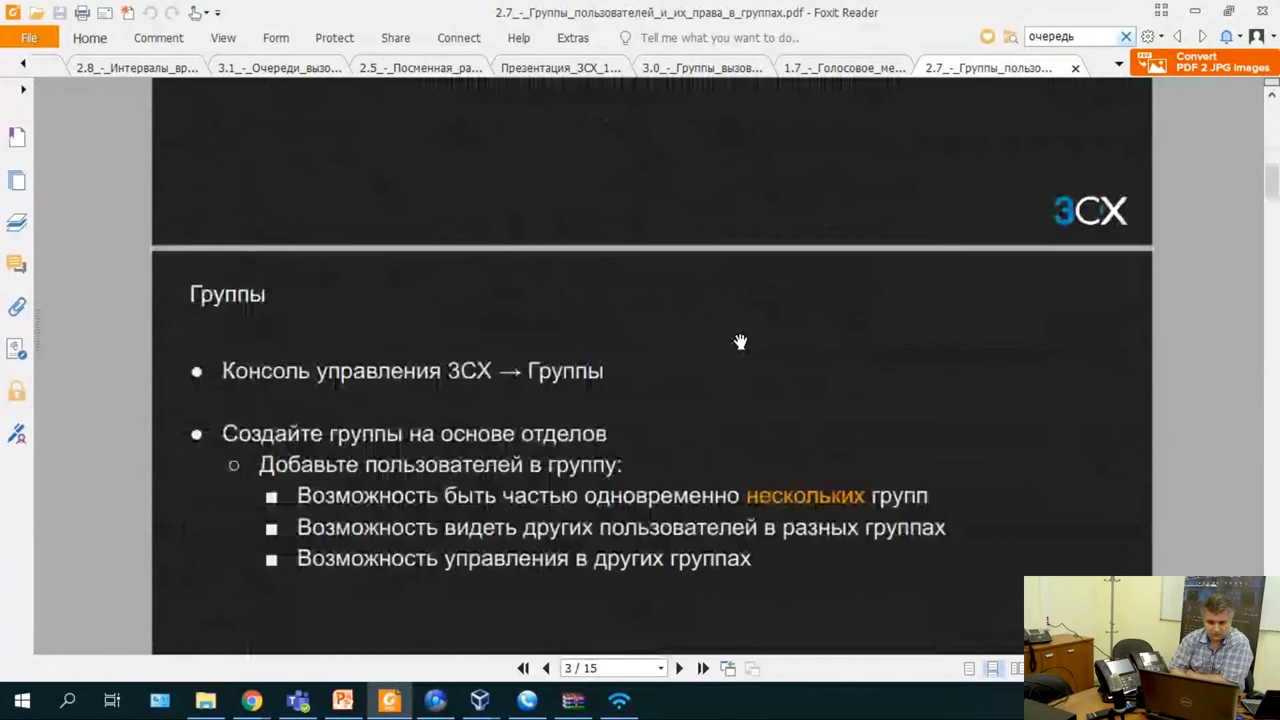 2.7_-_Группы_пользователей_и_их_права_в_группах.pdf - Foxit Reader
File Home Comment View Form Protect Share Connect Help Extras Tell me what you want to do.. очередь
2.8_-_Интервалы_вр... 3.1_-_Очереди_вызо... 2.5_-_Посменная_ра... Презентация_3CX_1... 3.0_-_Группы_вызов... 1.7_-_Голосовое_ме... 2.7_-_Группы_пользо...
Convert
PDF 2 JPG Images
3CX
Группы
● Консоль управления 3CX → Группы
● Создайте группы на основе отделов
○ Добавьте пользователей в группу:
■ Возможность быть частью одновременно нескольких групп
■ Возможность видеть других пользователей в разных группах
■ Возможность управления в других группах
3 / 15